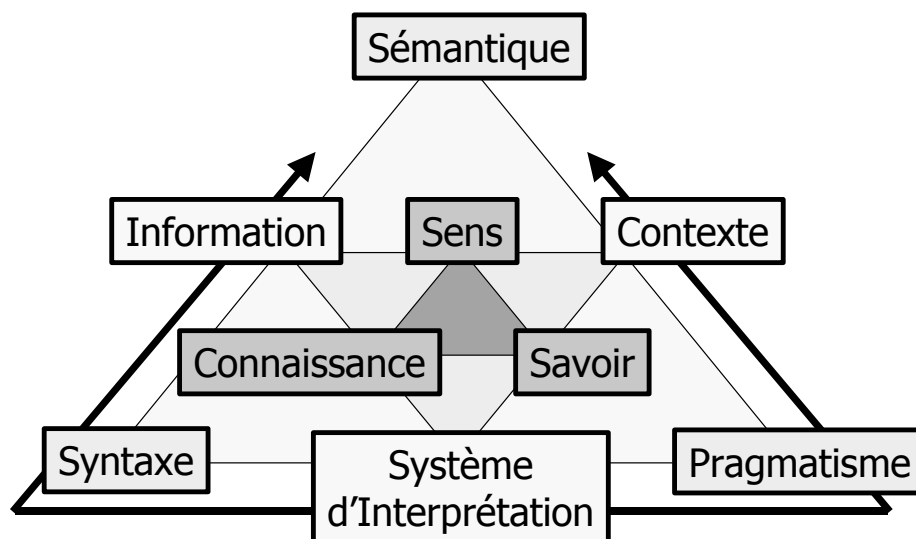 Sémantique
Information
Sens
Contexte
Connaissance
Savoir
Syntaxe
Système
d'Interprétation
Pragmatisme